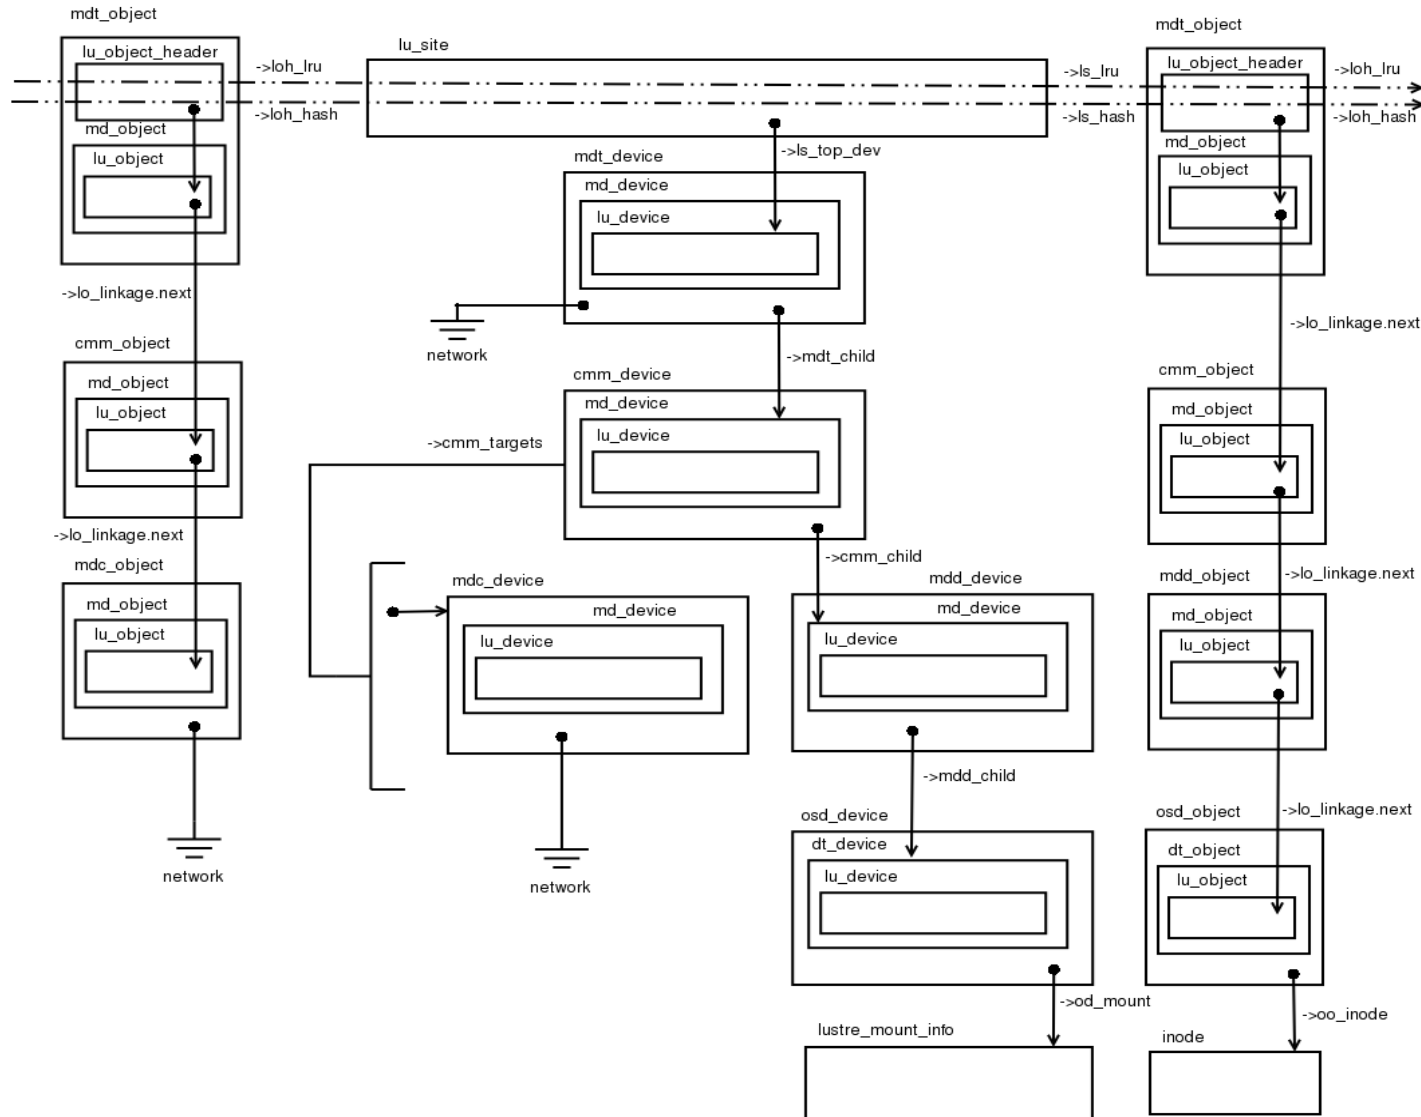 mdt_object
lu_object_header
->loh_lru
->loh_hash
md_object
lu_object
->lo_linkage.next
cmm_object
md_object
lu_object
->lo_linkage.next
mdc_object
md_object
lu_object
network
lu_site
->ls_lru
->ls_hash
->ls_top_dev
mdt_device
md_device
lu_device
network
->mdt_child
cmm_device
md_device
lu_device
->cmm_targets
->cmm_child
mdc_device
md_device
lu_device
network
mdd_device
md_device
lu_device
->mdd_child
osd_device
dt_device
lu_device
->od_mount
lustre_mount_info
mdt_object
lu_object_header
->loh_lru
->loh_hash
md_object
lu_object
->lo_linkage.next
cmm_object
md_object
lu_object
->lo_linkage.next
mdd_object
md_object
lu_object
->lo_linkage.next
osd_object
dt_object
lu_object
->oo_inode
inode